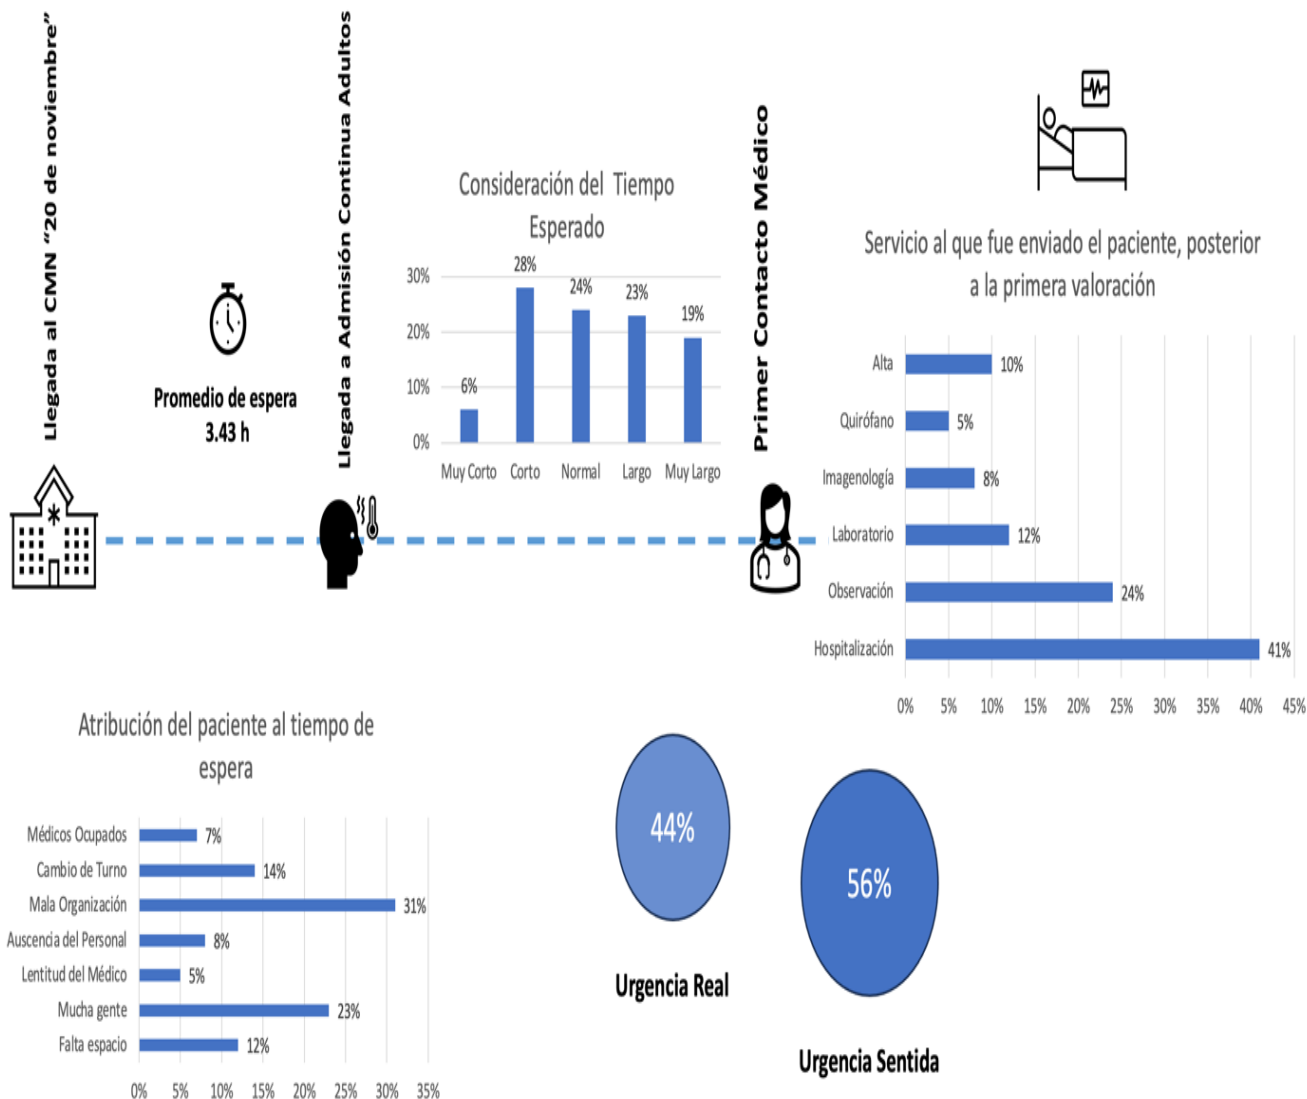 Llegada al CMN “20 de noviembre”
Promedio de espera
3.43 h
Llegada a Admisión Continua Adultos
Consideración del Tiempo
Esperado
30%
20%
10%
0%
6%
28%
24%
23%
19%
Muy Corto
Corto
Normal
Largo
Muy Largo
Primer Contacto Médico
Servicio al que fue enviado el paciente, posterior
a la primera valoración
Alta 10%
Quirófano 5%
Imagenología 8%
Laboratorio 12%
Observación 24%
Hospitalización 41%
0% 5% 10% 15% 20% 25% 30% 35% 40% 45%
Atribución del paciente al tiempo de
espera
Médicos Ocupados 7%
Cambio de Turno 14%
Mala Organización 31%
Auscencia del Personal 8%
Lentitud del Médico 5%
Mucha gente 23%
Falta espacio 12%
0% 5% 10% 15% 20% 25% 30% 35%
44%
Urgencia Real
56%
Urgencia Sentida